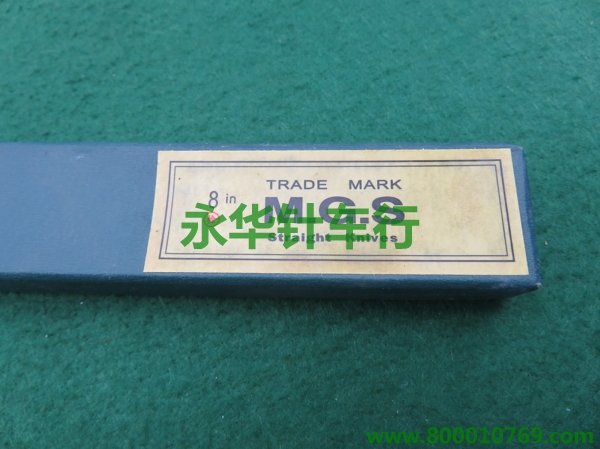 TRADE MARK
8 in M.G.S
永华针车行
Straight Knives
www.800010769.com